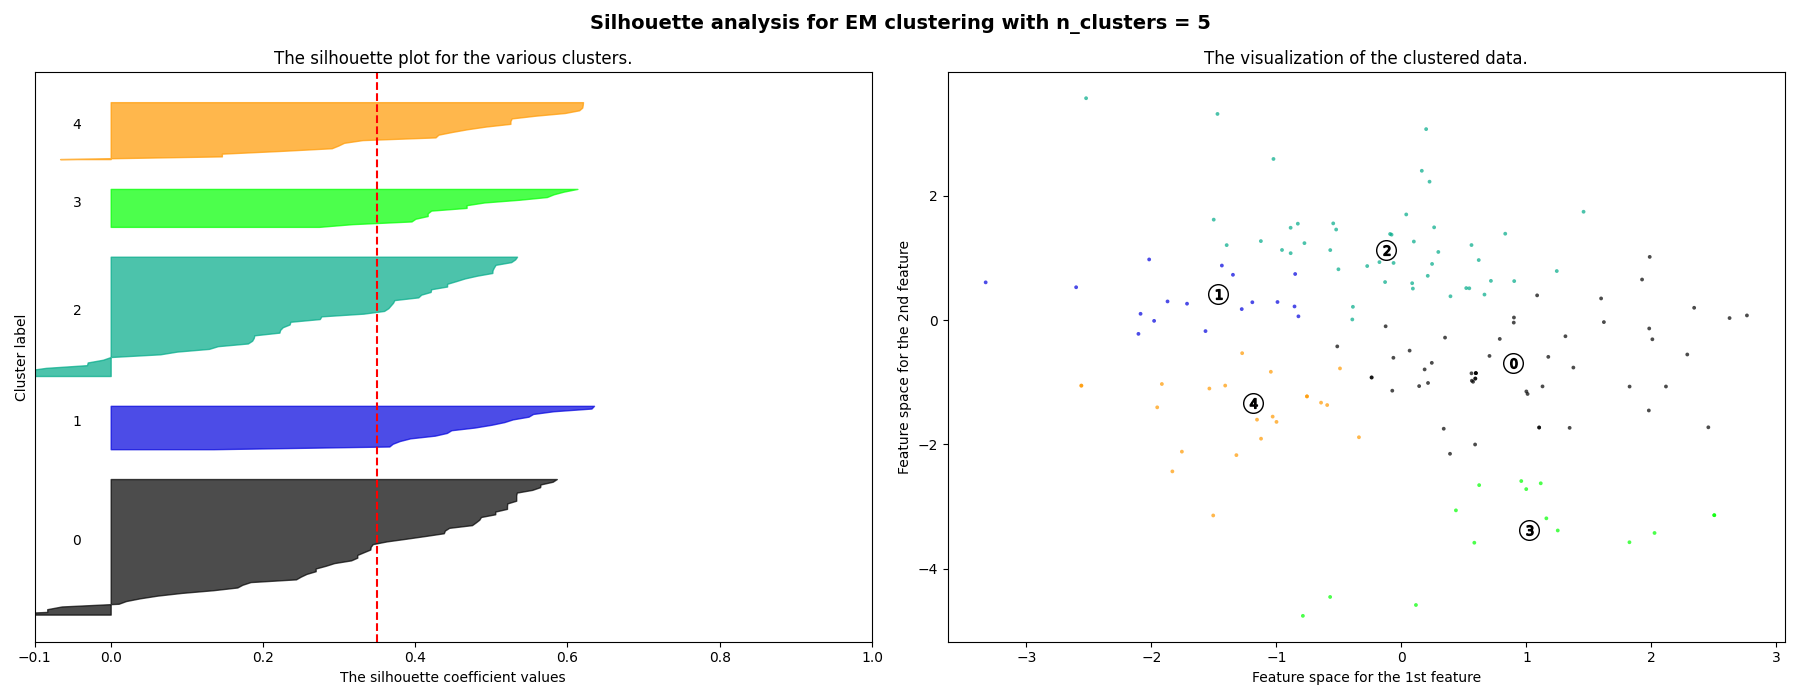 Silhouette analysis for EM clustering with n_clusters = 5
The silhouette plot for the various clusters.
Cluster label
4
3
2
1
0
−0.1 0.0 0.2 0.4 0.6 0.8 1.0
The silhouette coefficient values
The visualization of the clustered data.
Feature space for the 2nd feature
2
0
−2
−4
2
1
0
4
3
−3 −2 −1 0 1 2 3
Feature space for the 1st feature